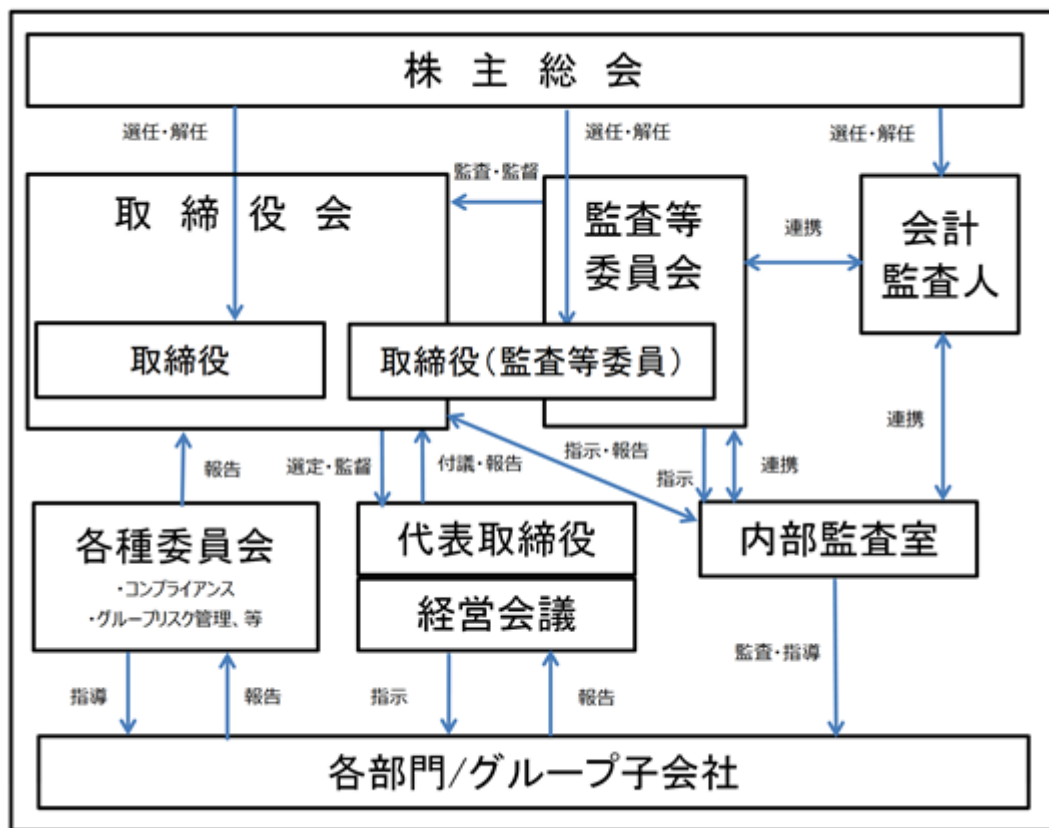 株主総会
選任・解任
選任・解任
選任・解任
監査・監督
取締役会
監査等
委員会
連携
会計
監査人
取締役
取締役(監査等委員)
報告
選定・監督
付議・報告
指示・報告
指示
連携
連携
各種委員会
・コンプライアンス
・グループリスク管理、等
代表取締役
経営会議
内部監査室
指導
報告
指示
報告
監査・指導
各部門/グループ子会社